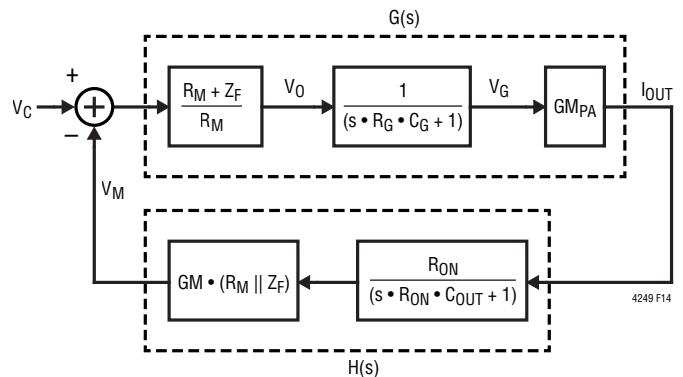 G(s)
+
V_C
+
−
R_M + Z_F
R_M
V_O
1
(s • R_G • C_G + 1)
V_G
GM_PA
I_OUT
V_M
GM • (R_M || Z_F)
R_ON
(s • R_ON • C_OUT + 1)
4249 F14
H(s)